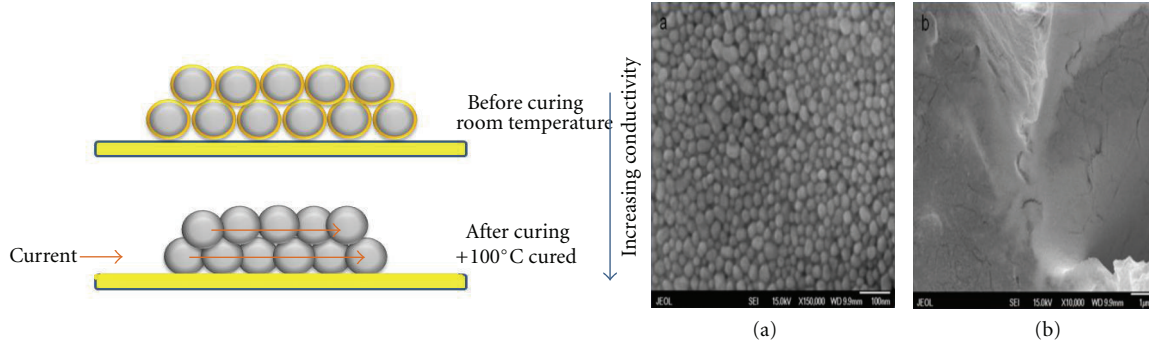 Before curing
room temperature
Current
After curing
+100°C cured
Increasing conductivity
a
JEOL SEI 15.0kV X150,000 WD 9.9mm 100nm
(a)
b
JEOL SEI 15.0kV X10,000 WD 9.9mm 1μm
(b)